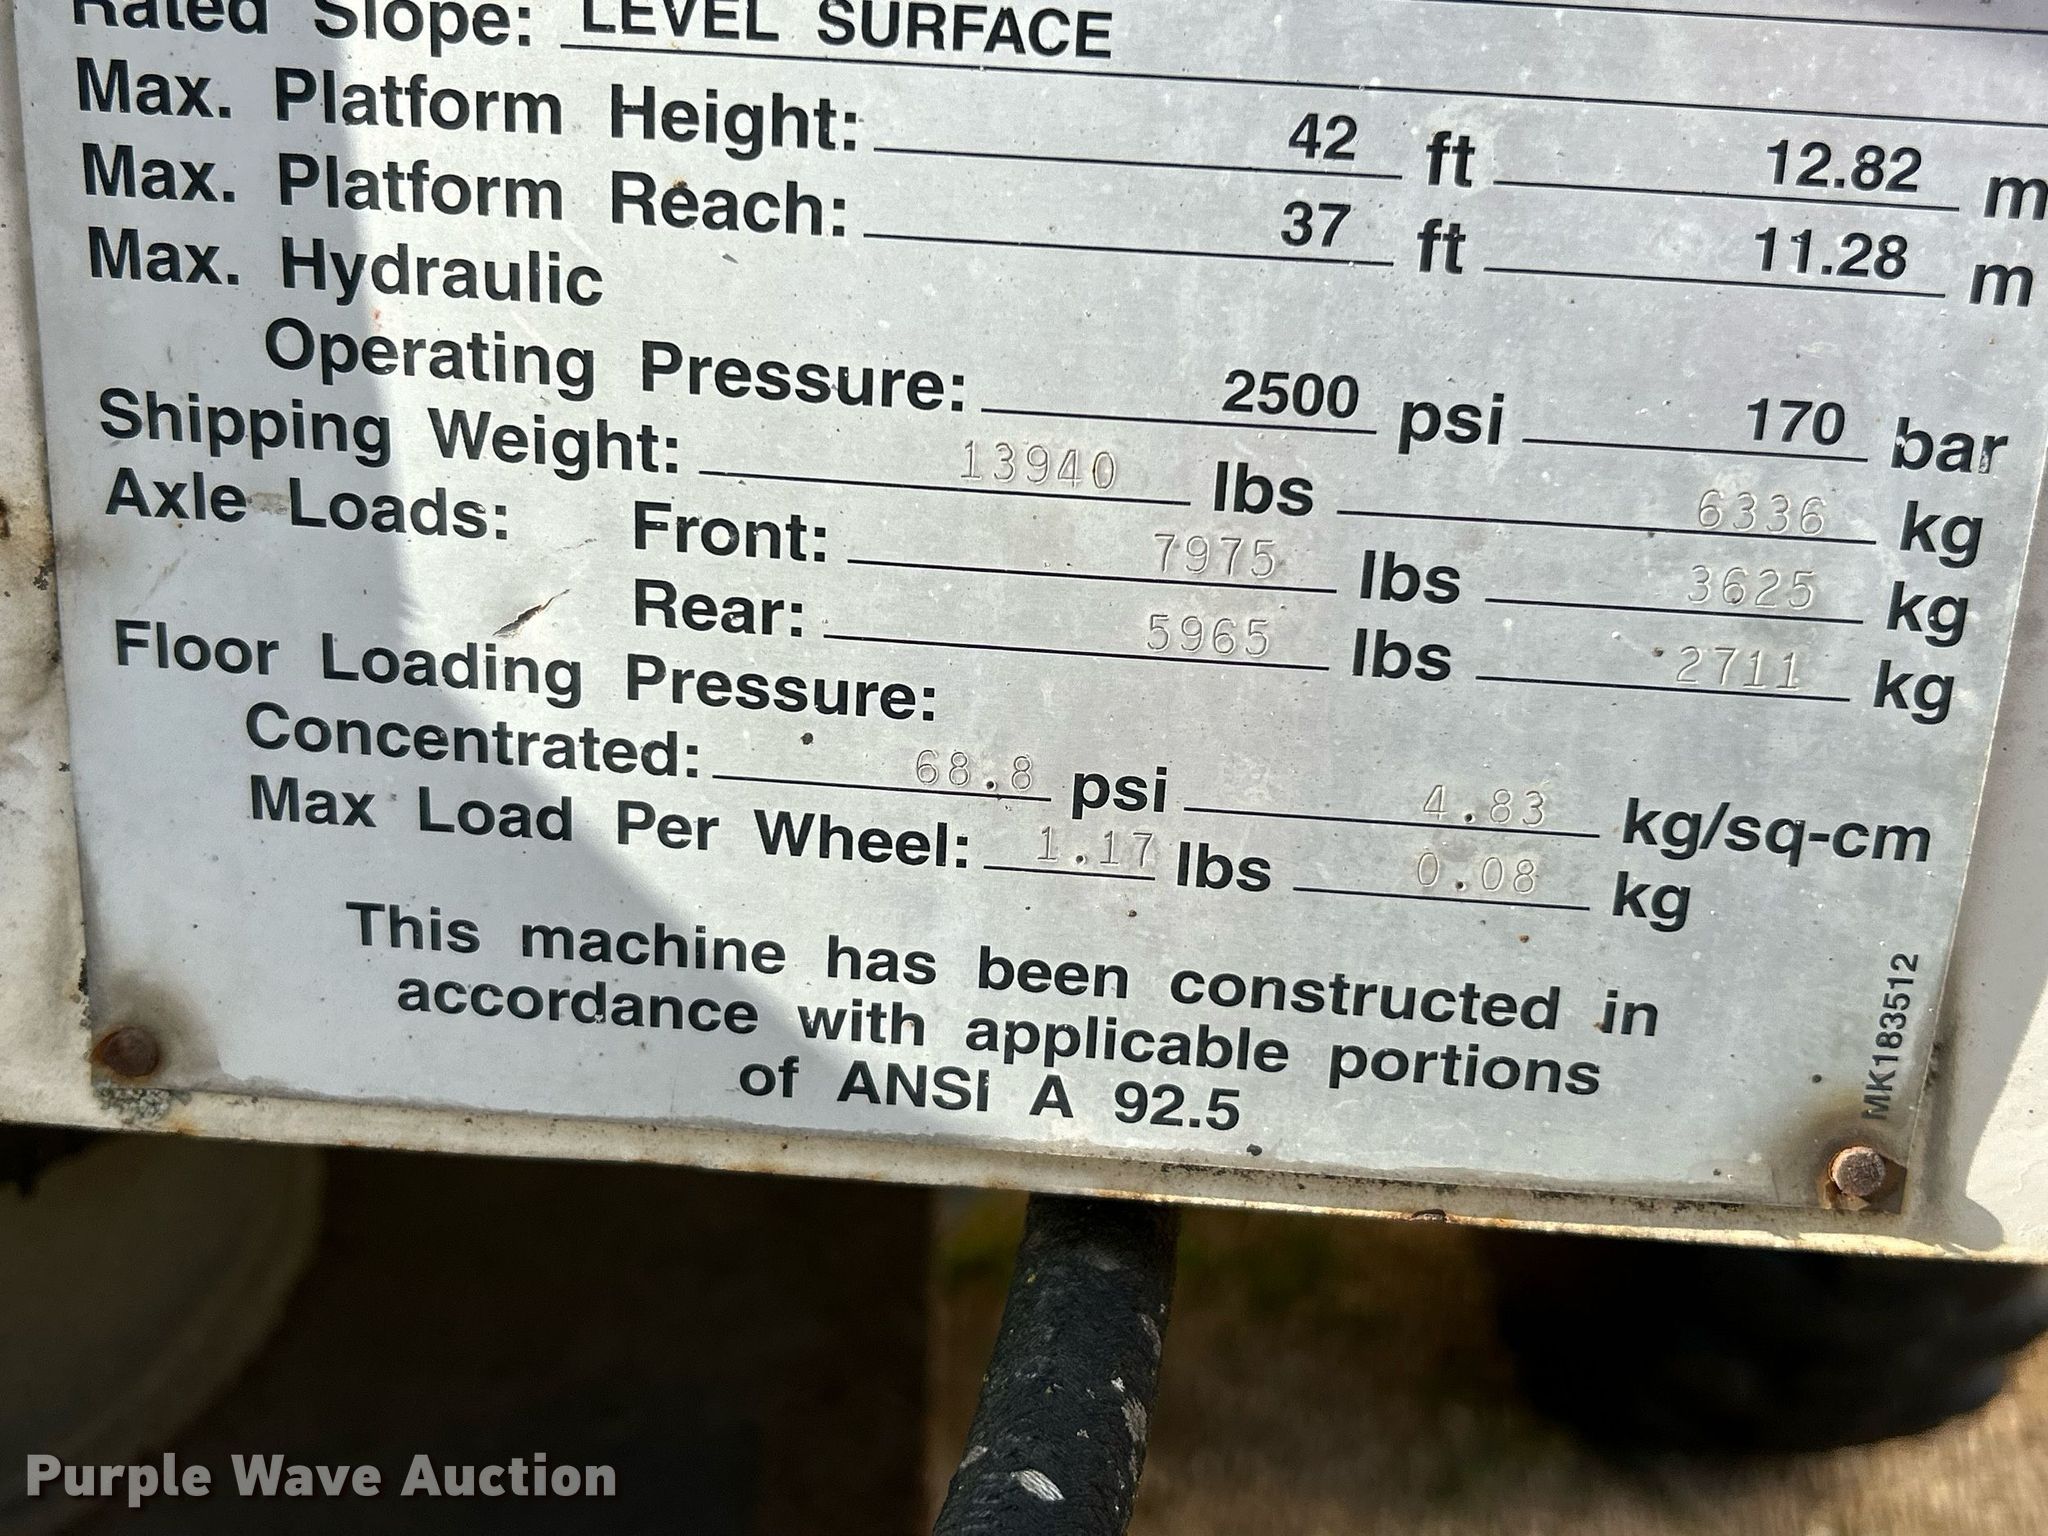 Rated Slope: LEVEL SURFACE
Max. Platform Height: 42 ft 12.82 m
Max. Platform Reach: 37 ft 11.28 m
Max. Hydraulic
Operating Pressure: 2500 psi 170 bar
Shipping Weight: 13940 lbs 6336 kg
Axle Loads: Front: 7975 lbs 3625 kg
Rear: 5965 lbs 2711 kg
Floor Loading Pressure:
Concentrated: 68.8 psi 4.83 kg/sq-cm
Max Load Per Wheel: 1.17 lbs 0.08 kg
This machine has been constructed in
accordance with applicable portions
of ANSI A 92.5
MK183512
Purple Wave Auction